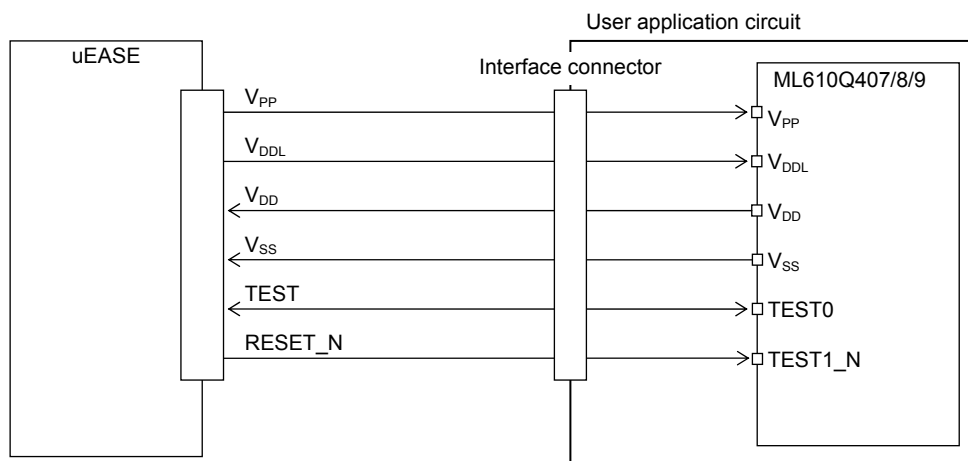 User application circuit
uEASE
Interface connector
ML610Q407/8/9
VPP
VPP
VDDL
VDDL
VDD
VDD
VSS
VSS
TEST
TEST0
RESET_N
TEST1_N